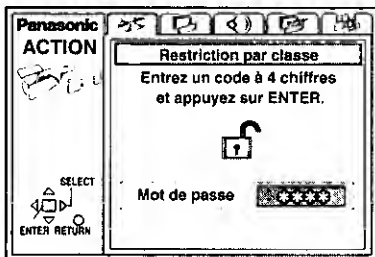 Panasonic
ACTION
SELECT
ENTER RETURN
Restriction par classe
Entrez un code à 4 chiffres
et appuyez sur ENTER.
Mot de passe ****